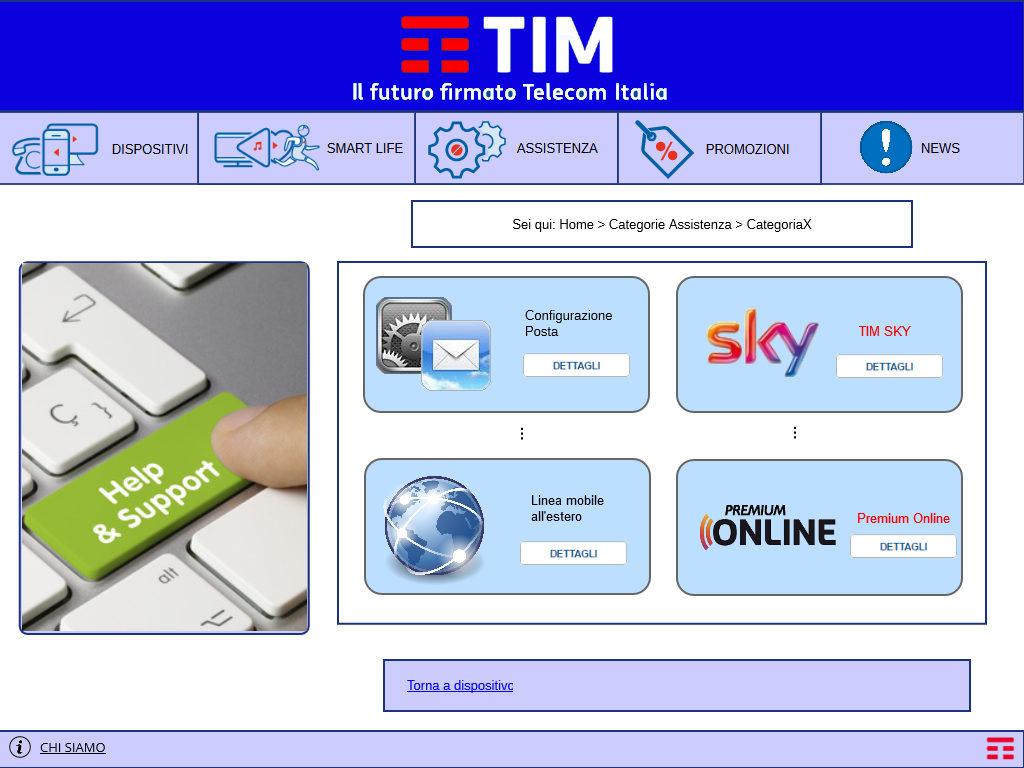 TIM
Il futuro firmato Telecom Italia
DISPOSITIVI
SMART LIFE
ASSISTENZA
PROMOZIONI
NEWS
Sei qui: Home > Categorie Assistenza > CategoriaX
Help
& Support
alt
Configurazione
Posta
DETTAGLI
sky
TIM SKY
DETTAGLI
Linea mobile
all'estero
DETTAGLI
PREMIUM
ONLINE
Premium Online
DETTAGLI
Torna a dispositivo
CHI SIAMO